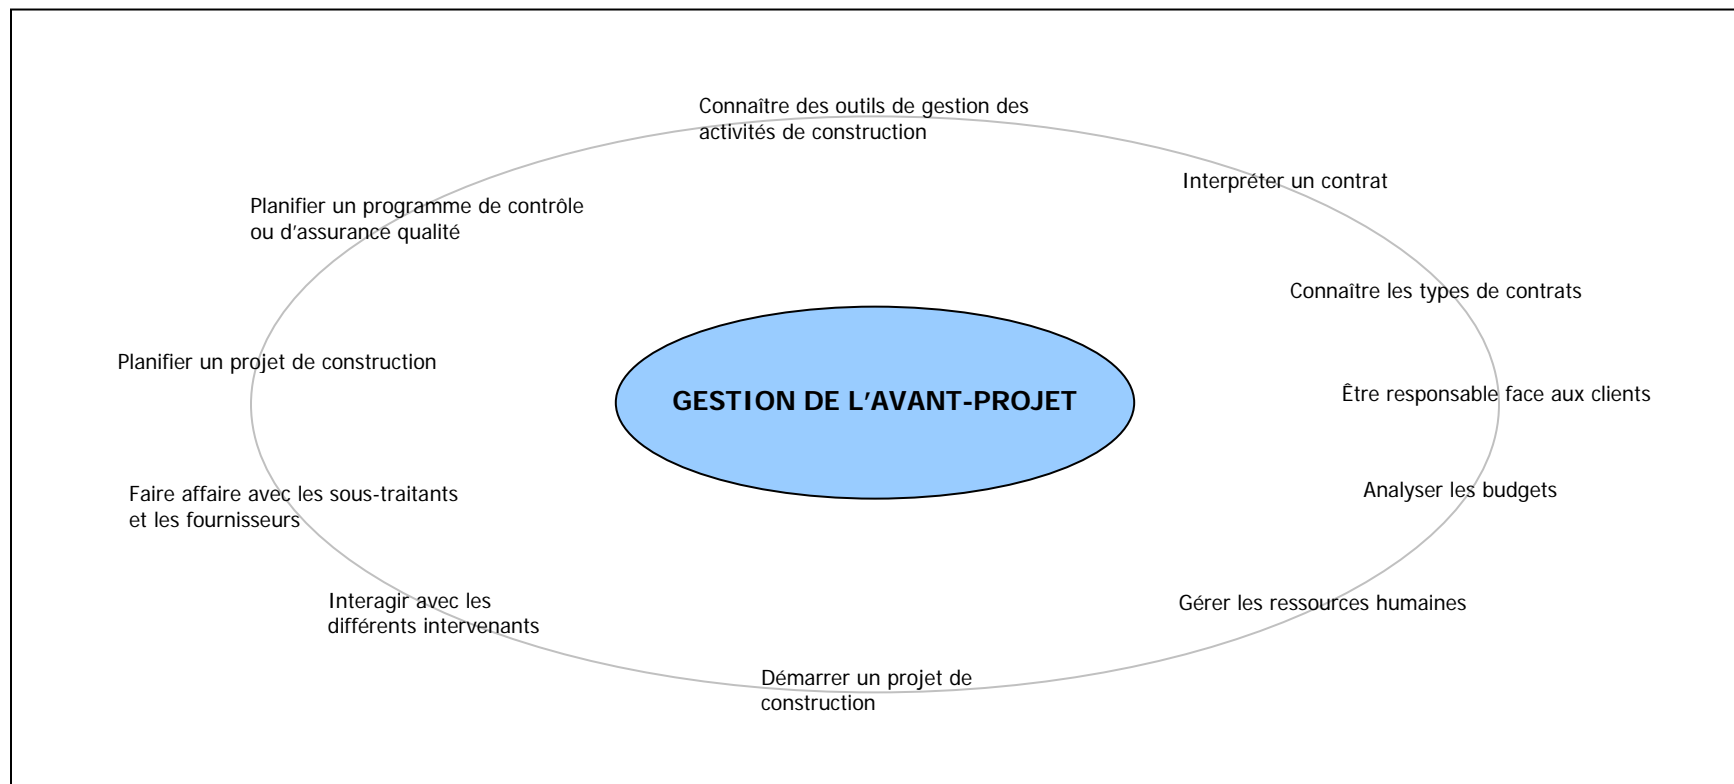 Connaître des outils de gestion des
activités de construction
Interpréter un contrat
Planifier un programme de contrôle
ou d'assurance qualité
Connaître les types de contrats
Planifier un projet de construction
GESTION DE L'AVANT-PROJET
Être responsable face aux clients
Faire affaire avec les sous-traitants
et les fournisseurs
Analyser les budgets
Interagir avec les
différents intervenants
Gérer les ressources humaines
Démarrer un projet de
construction